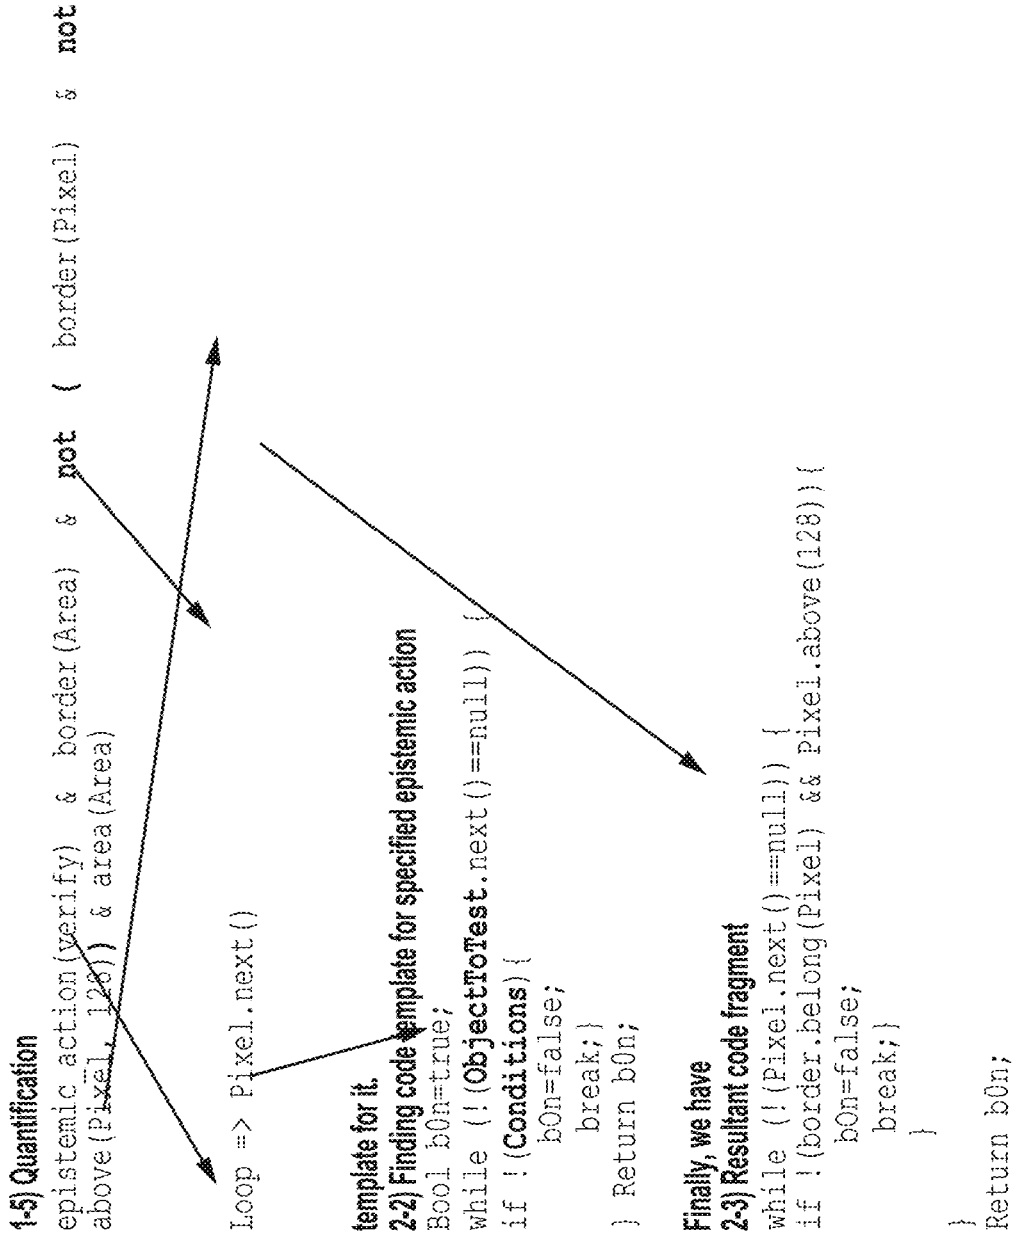 1-5) Quantification
epistemic action(verify) & border(Area) & not ( border(Pixel) & not
above(Pixel, 128)) & area(Area)
Loop => Pixel.next()
template for it.
2-2) Finding code template for specified epistemic action
Bool bOn=true;
while (!(ObjectToTest.next()==null)) {
if !(Conditions){
bOn=false;
break;}
} Return bOn;
Finally, we have
2-3) Resultant code fragment
while (!(Pixel.next()==null)) {
if !(border.belong(Pixel) && Pixel.above(128))){
bOn=false;
break;}
}
}
Return bOn;